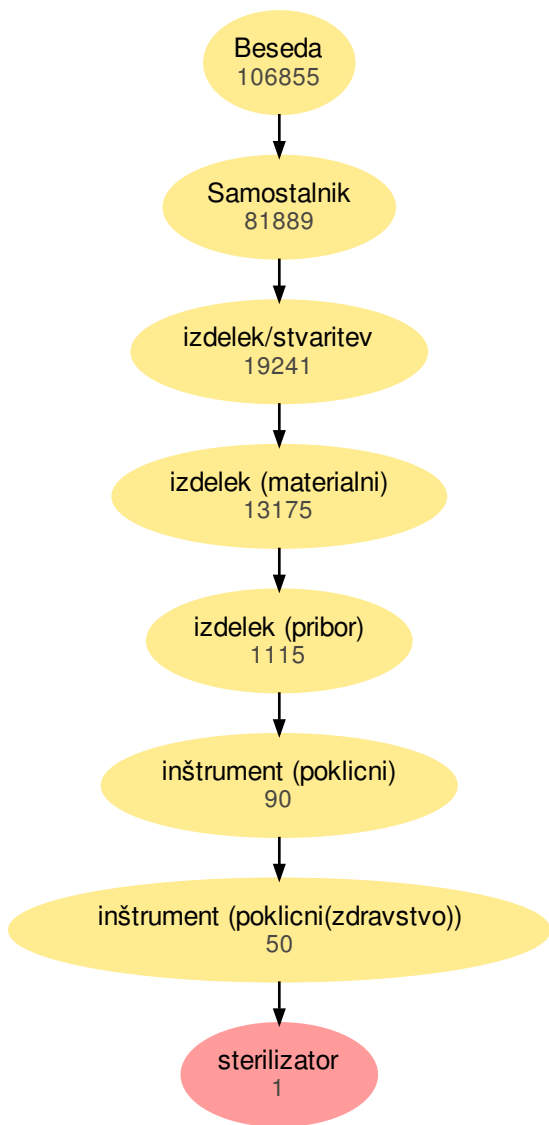 Beseda
106855
Samostalnik
81889
izdelek/stvaritev
19241
izdelek (materialni)
13175
izdelek (pribor)
1115
inštrument (poklicni)
90
inštrument (poklicni(zdravstvo))
50
sterilizator
1